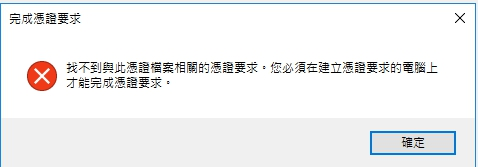 完成憑證要求
找不到與此憑證檔案相關的憑證要求。您必須在建立憑證要求的電腦上
才能完成憑證要求。
確定